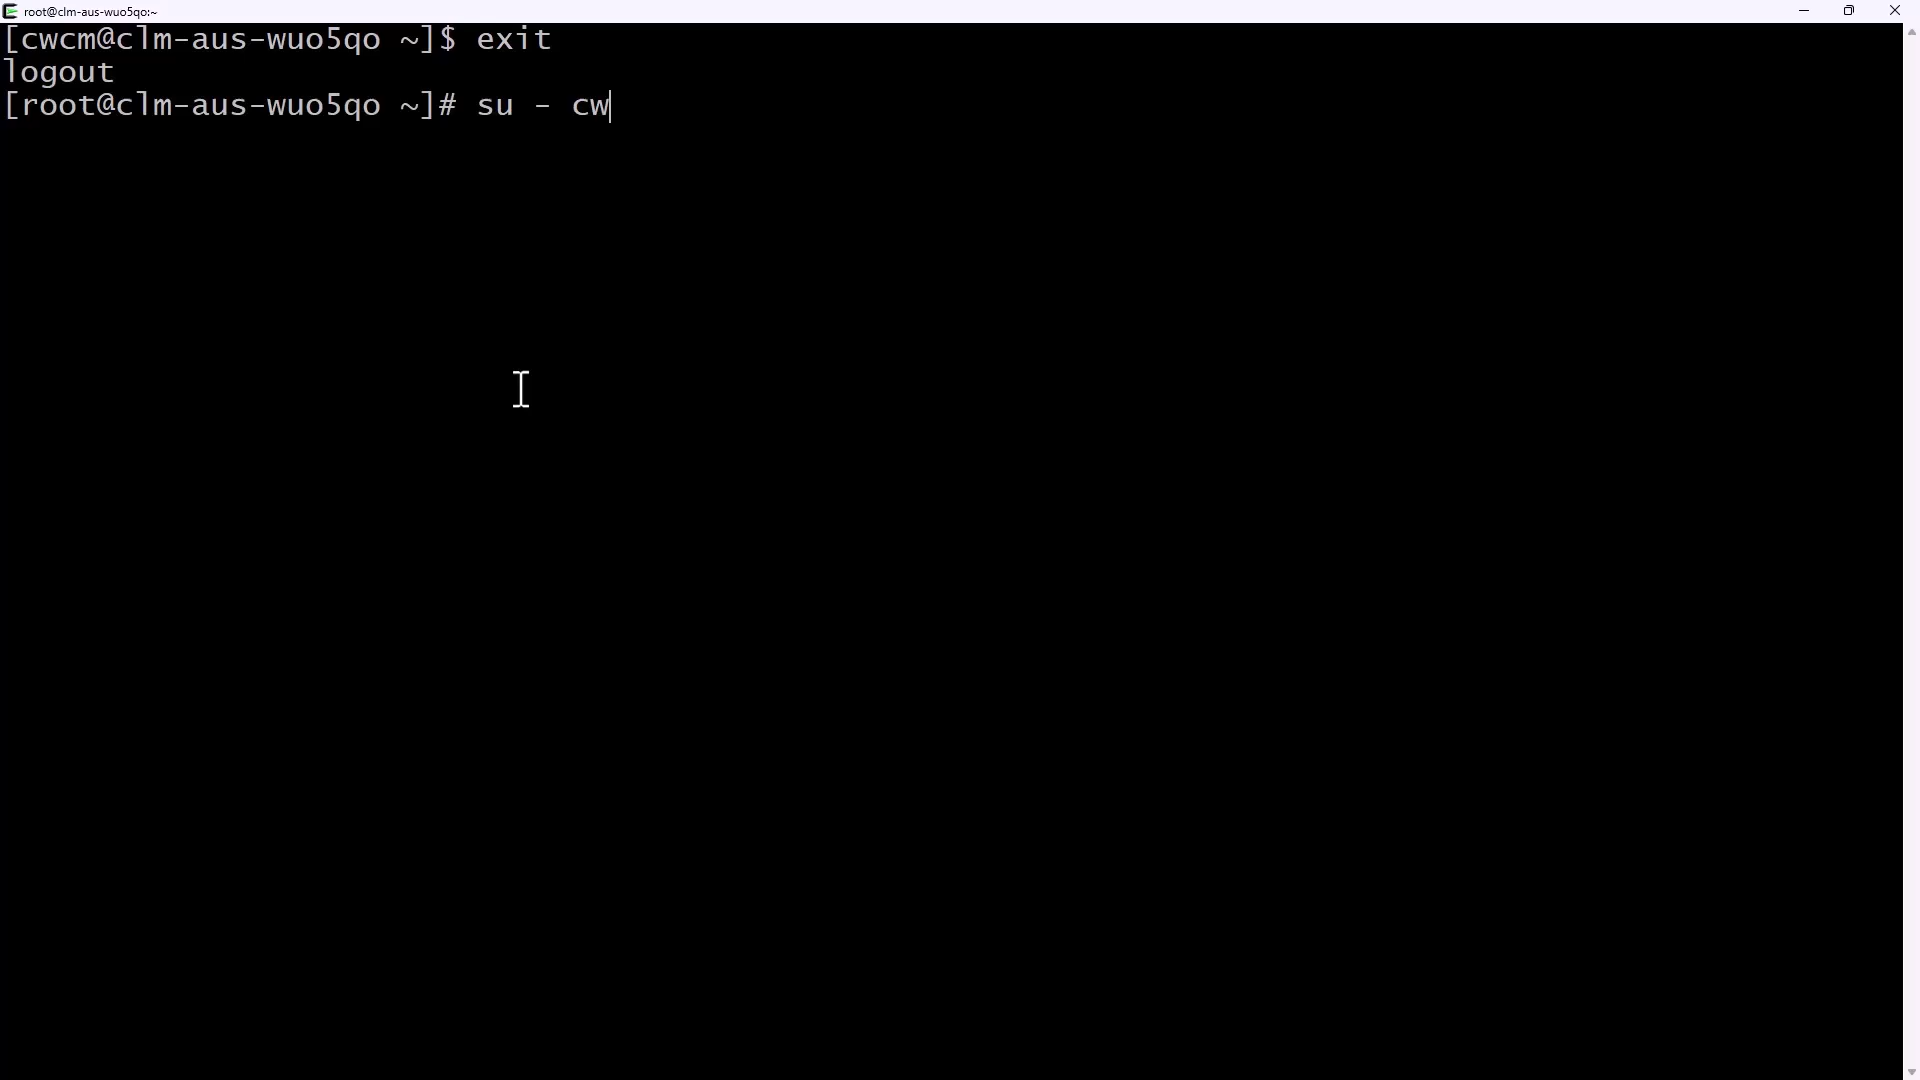 root@clm-aus-wuo5qo:~
[cwcm@clm-aus-wuo5qo ~]$ exit
logout
[root@clm-aus-wuo5qo ~]# su - cw